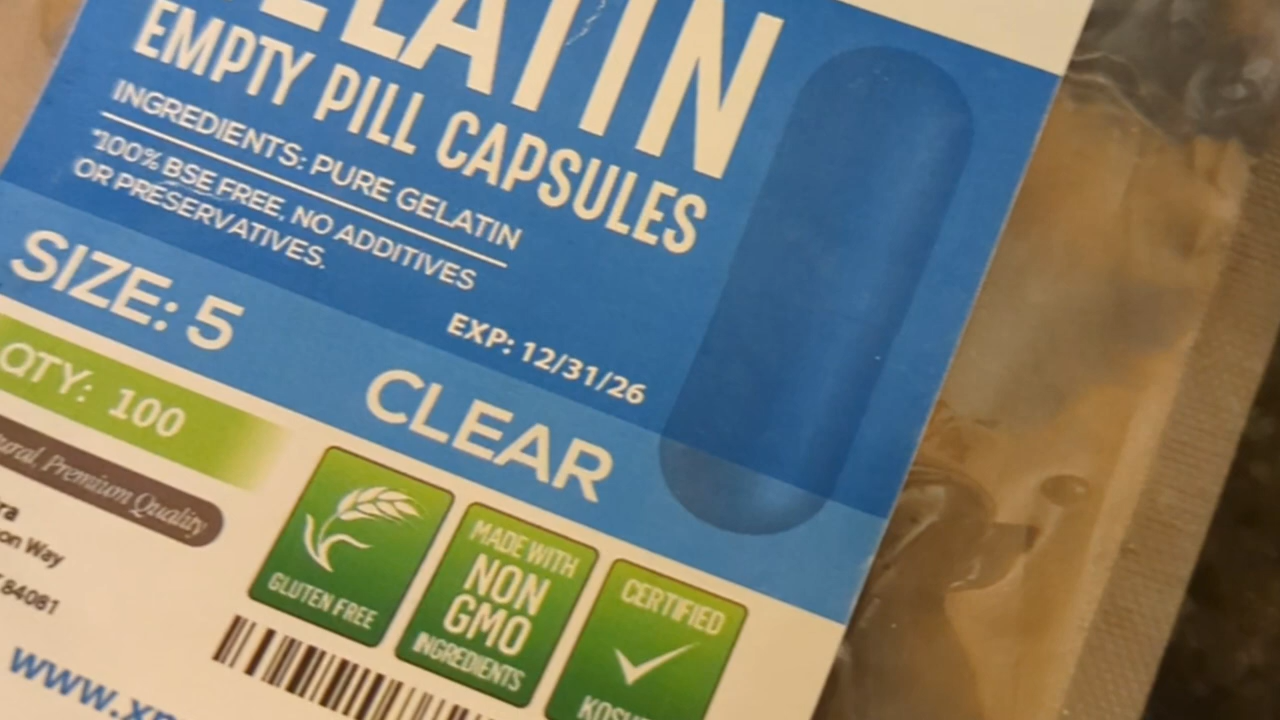 EMPTY PILL CAPSULES
INGREDIENTS: PURE GELATIN
*100% BSE FREE, NO ADDITIVES
OR PRESERVATIVES.
SIZE: 5
EXP: 12/31/26
QTY: 100
CLEAR
Premium Quality
Way
84081
GLUTEN FREE
MADE WITH
NON
GMO
INGREDIENTS
CERTIFIED